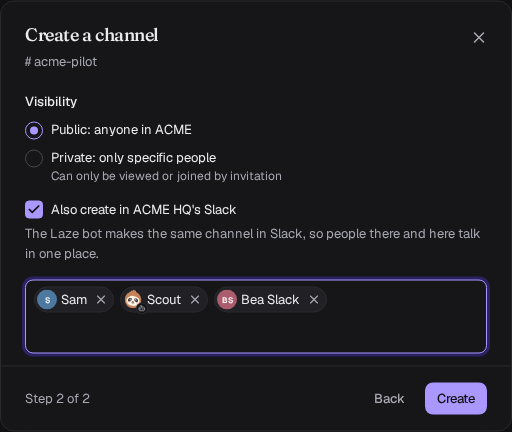 Create a channel
# acme-pilot
Visibility
Public: anyone in ACME
Private: only specific people
Can only be viewed or joined by invitation
Also create in ACME HQ's Slack
The Laze bot makes the same channel in Slack, so people there and here talk
in one place.
S Sam Scout BS Bea Slack
Step 2 of 2 Back Create